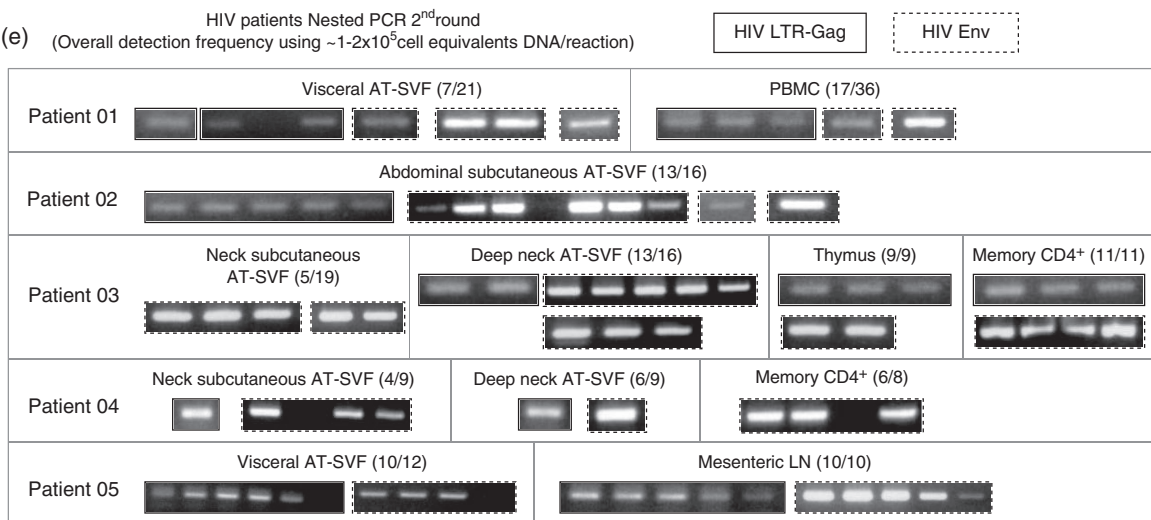 (e)
HIV patients Nested PCR 2nd round
(Overall detection frequency using ~1-2x10⁵cell equivalents DNA/reaction)
HIV LTR-Gag
HIV Env
Patient 01
Visceral AT-SVF (7/21)
PBMC (17/36)
Patient 02
Abdominal subcutaneous AT-SVF (13/16)
Patient 03
Neck subcutaneous
AT-SVF (5/19)
Deep neck AT-SVF (13/16)
Thymus (9/9)
Memory CD4⁺ (11/11)
Patient 04
Neck subcutaneous AT-SVF (4/9)
Deep neck AT-SVF (6/9)
Memory CD4⁺ (6/8)
Patient 05
Visceral AT-SVF (10/12)
Mesenteric LN (10/10)